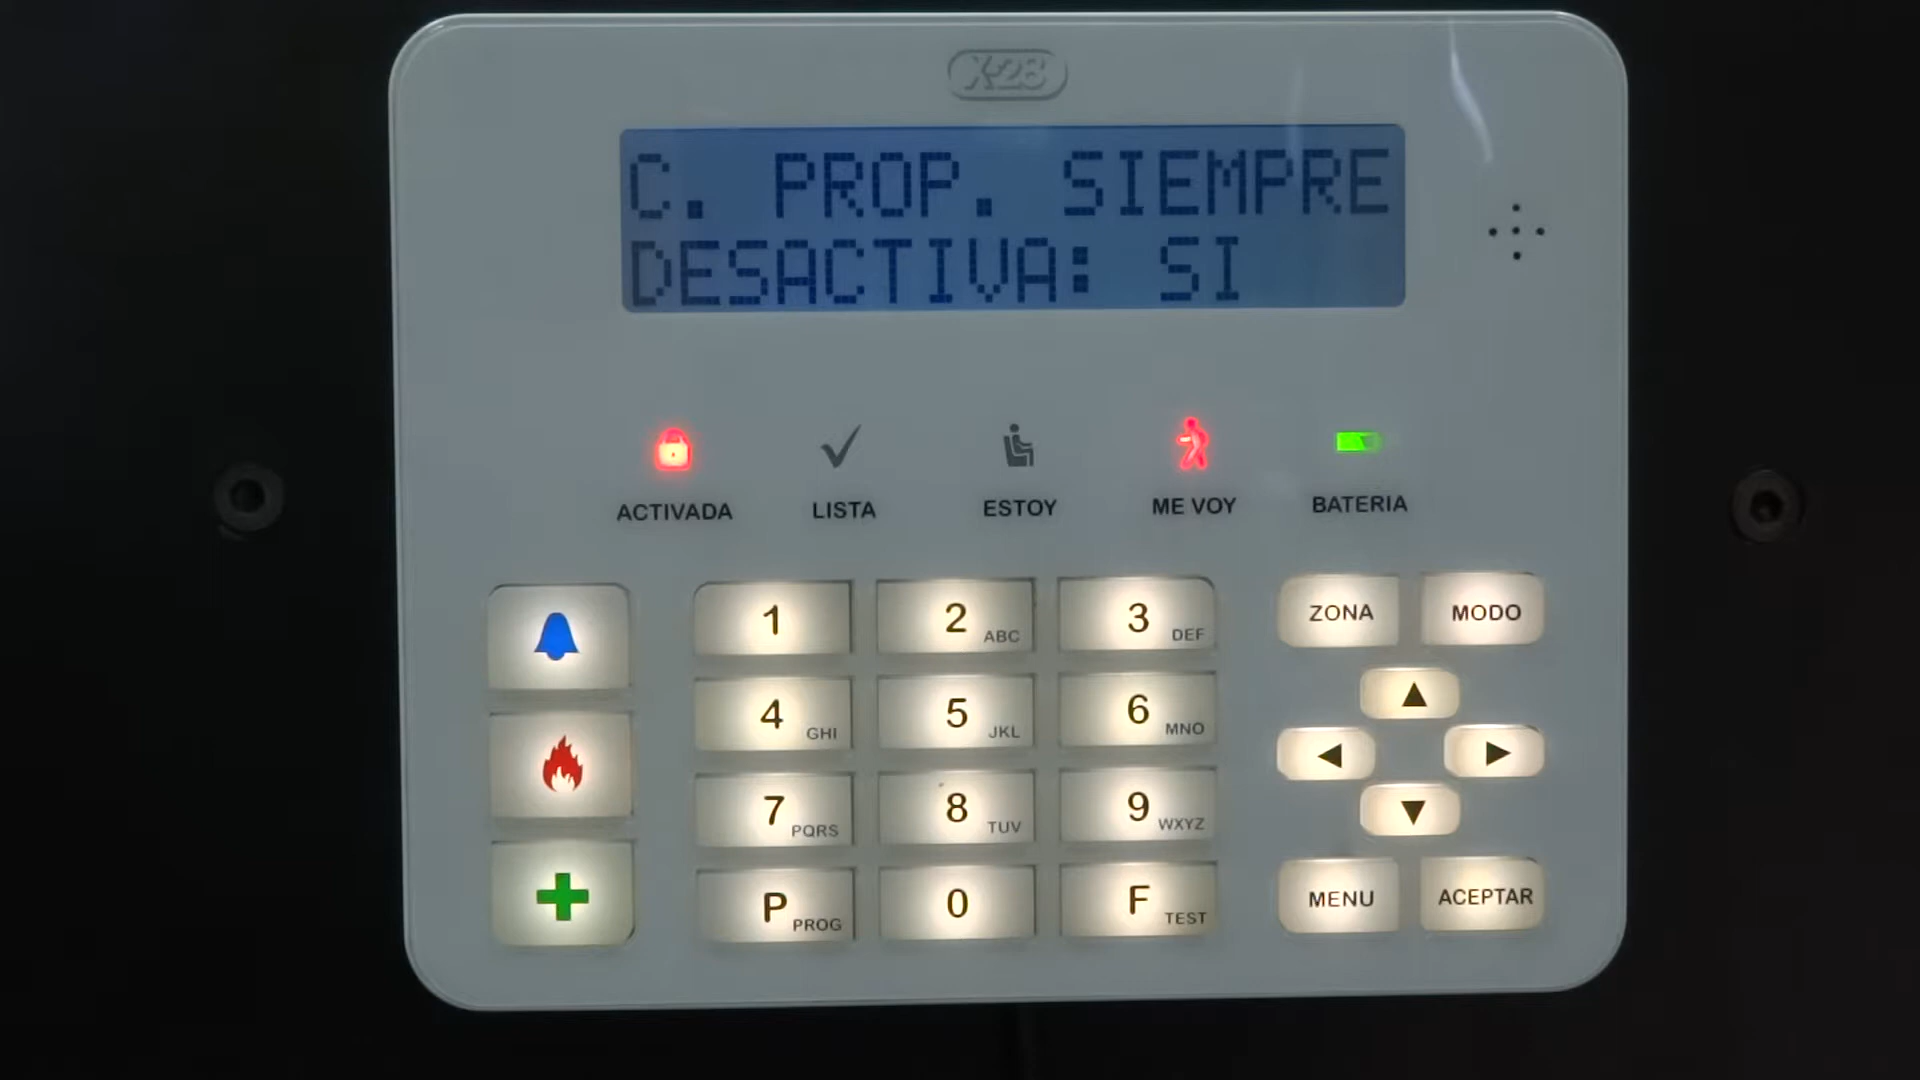 X-28
C. PROP. SIEMPRE
DESACTIVA: SI
ACTIVADA LISTA ESTOY ME VOY BATERIA
1 2 ABC 3 DEF ZONA MODO
4 GHI 5 JKL 6 MNO
7 PQRS 8 TUV 9 WXYZ
P PROG 0 F TEST MENU ACEPTAR